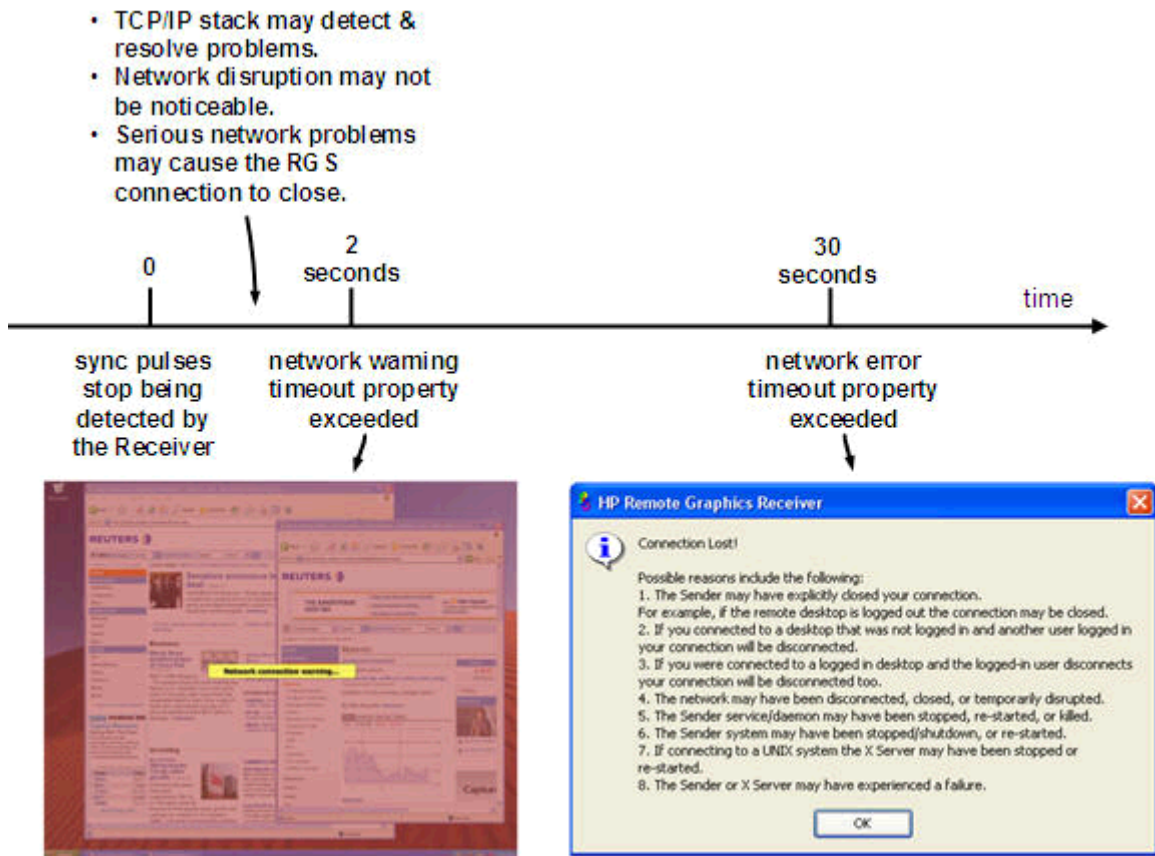 • TCP/IP stack may detect &
resolve problems.
• Network disruption may not
be noticeable.
• Serious network problems
may cause the RGS
connection to close.
0
2
seconds
30
seconds
time
sync pulses
stop being
detected by
the Receiver
network warning
timeout property
exceeded
network error
timeout property
exceeded
REUTERS
REUTERS
Network connection warning...
HP Remote Graphics Receiver
Connection Lost!
Possible reasons include the following:
1. The Sender may have explicitly closed your connection.
For example, if the remote desktop is logged out the connection may be closed.
2. If you connected to a desktop that was not logged in and another user logged in
your connection will be disconnected.
3. If you were connected to a logged in desktop and the logged-in user disconnects
your connection will be disconnected too.
4. The network may have been disconnected, closed, or temporarily disrupted.
5. The Sender service/daemon may have been stopped, re-started, or killed.
6. The Sender system may have been stopped/shutdown, or re-started.
7. If connecting to a UNIX system the X Server may have been stopped or
re-started.
8. The Sender or X Server may have experienced a failure.
OK